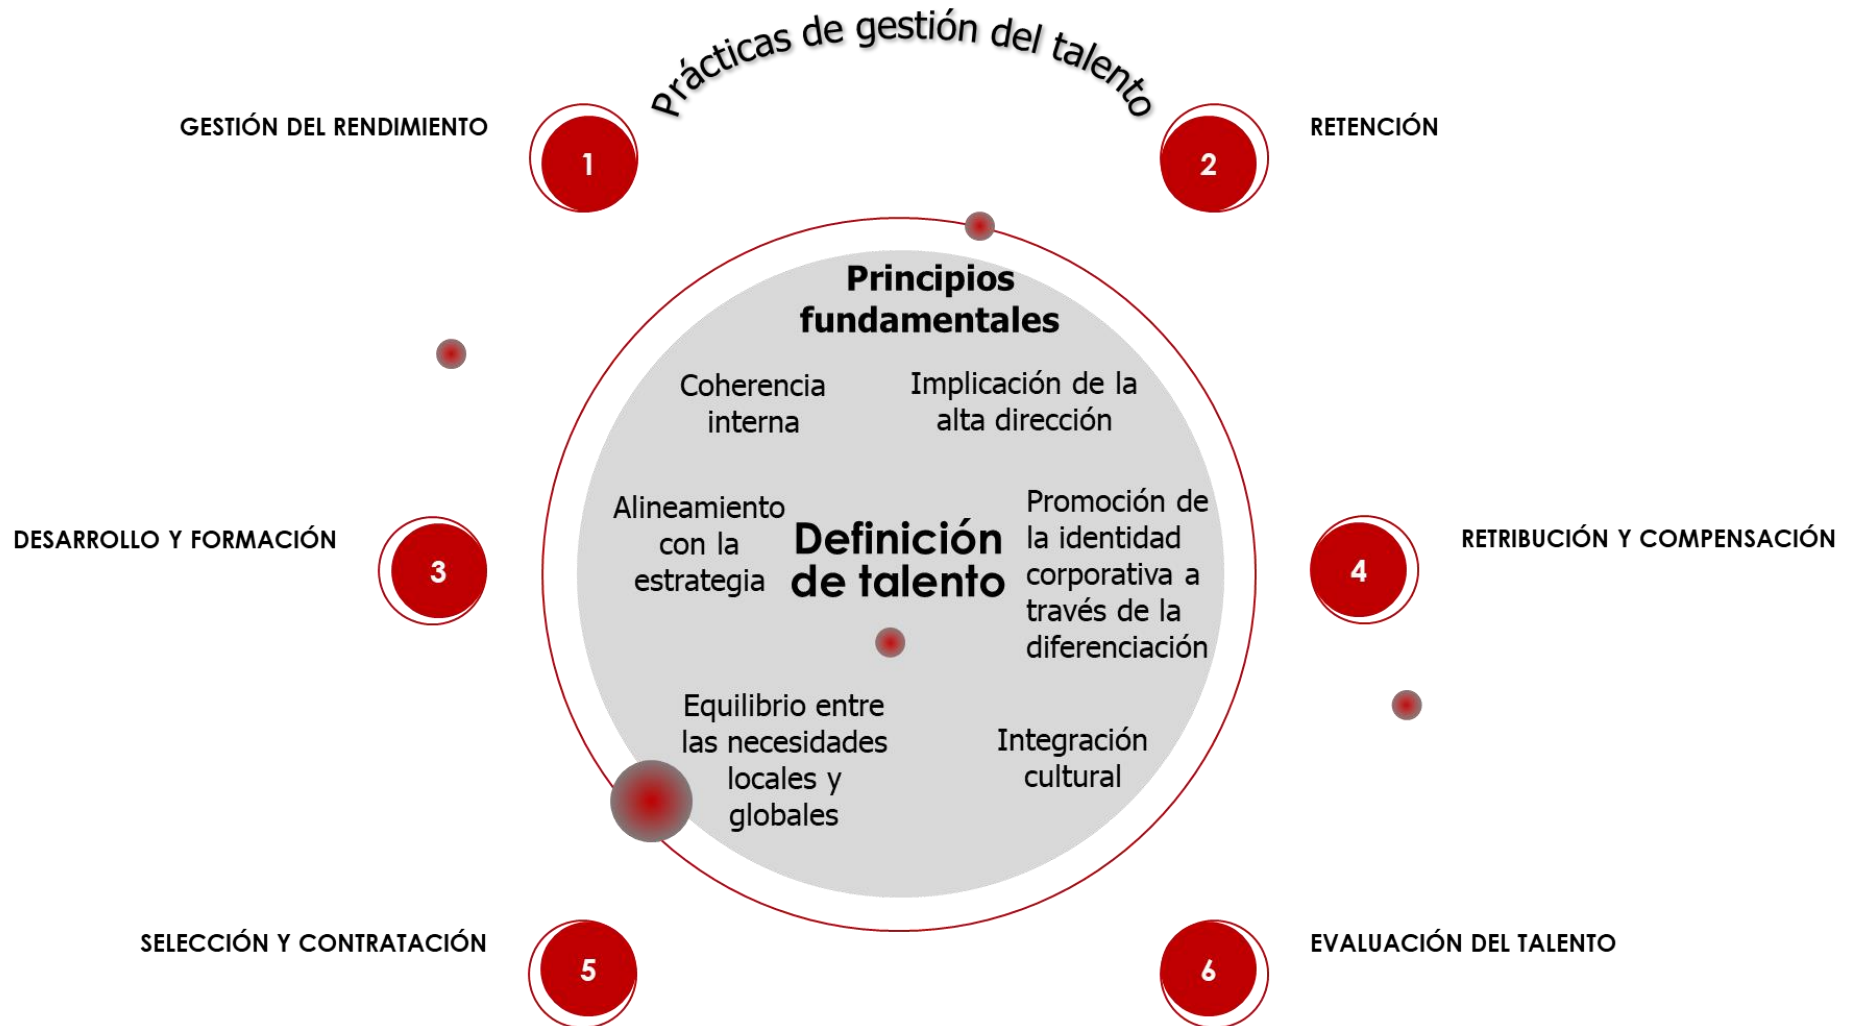 Prácticas de gestión del talento
GESTIÓN DEL RENDIMIENTO
1
2
RETENCIÓN
Principios
fundamentales
Coherencia
interna
Implicación de la
alta dirección
Alineamiento
con la
estrategia
Definición
de talento
Promoción de
la identidad
corporativa a
través de la
diferenciación
DESARROLLO Y FORMACIÓN
3
4
RETRIBUCIÓN Y COMPENSACIÓN
Equilibrio entre
las necesidades
locales y
globales
Integración
cultural
SELECCIÓN Y CONTRATACIÓN
5
6
EVALUACIÓN DEL TALENTO